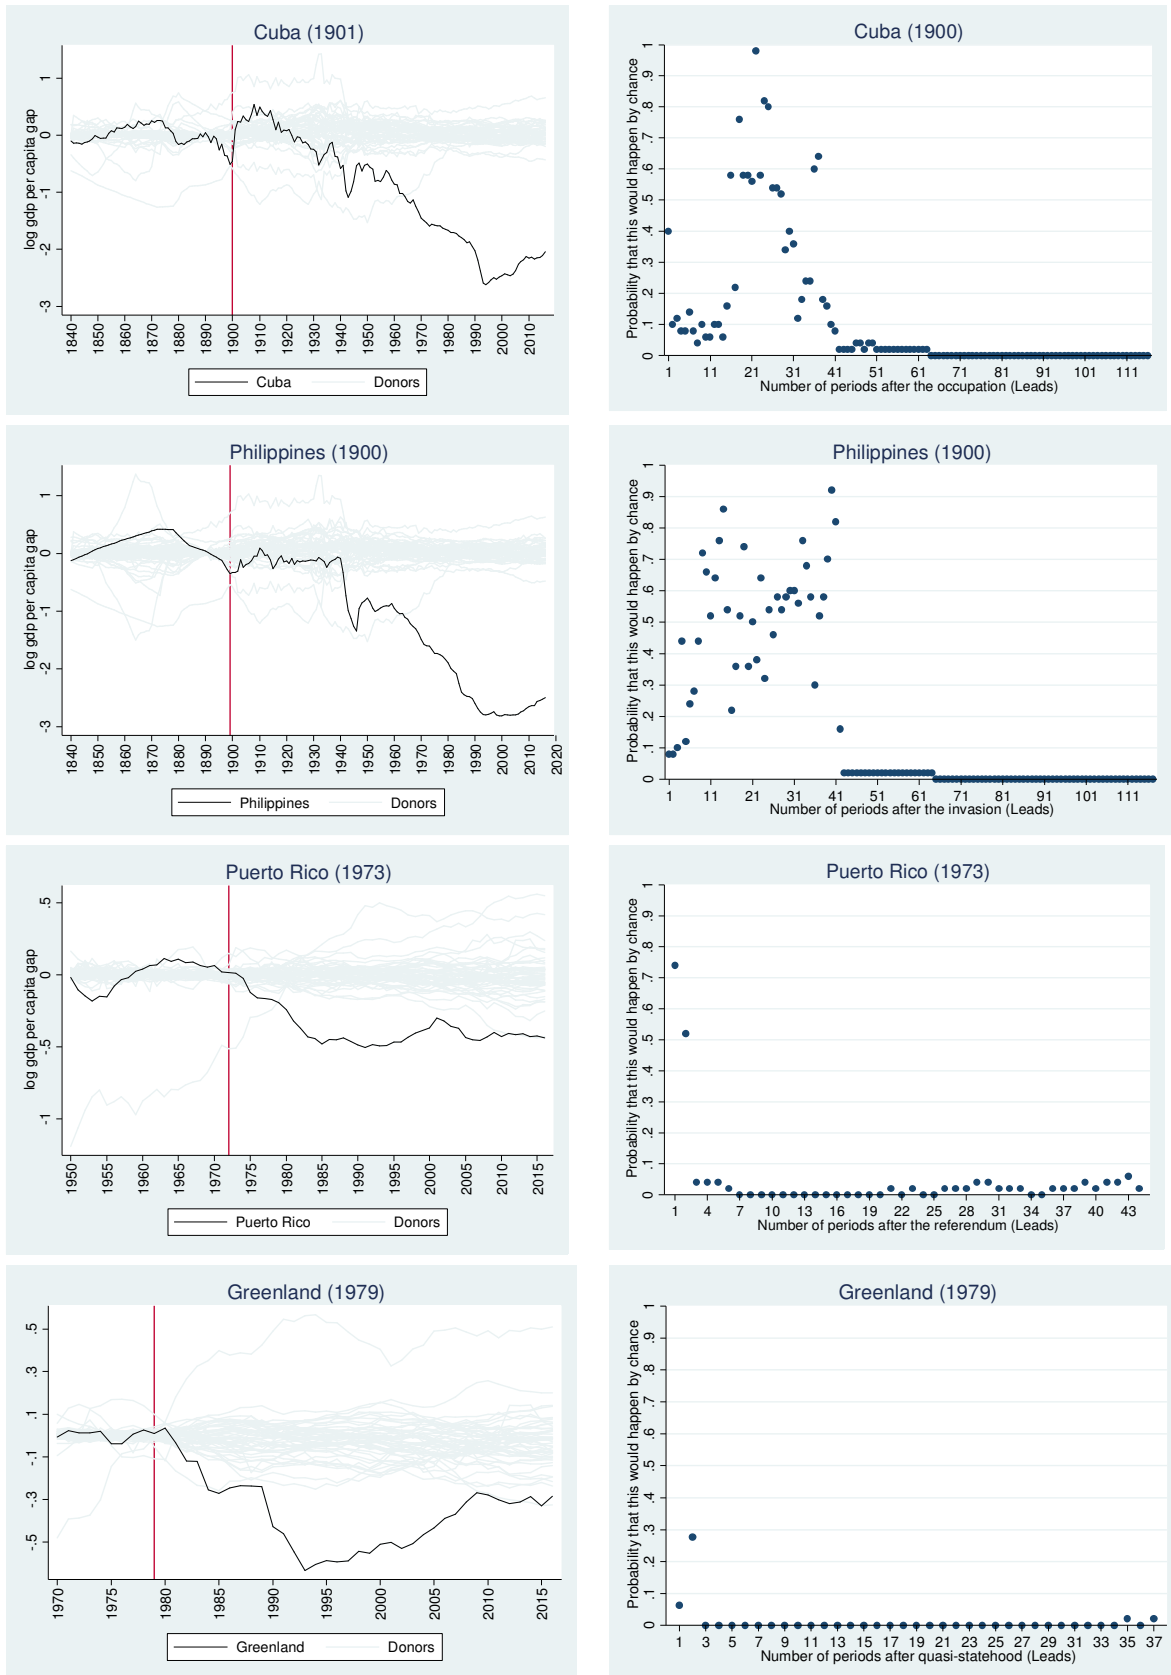 Cuba (1901)
log gdp per capita gap
1
0
-1
-2
-3
1840 1850 1860 1870 1880 1890 1900 1910 1920 1930 1940 1950 1960 1970 1980 1990 2000 2010
Cuba Donors
Cuba (1900)
Probability that this would happen by chance
1
.9
.8
.7
.6
.5
.4
.3
.2
.1
0
1 11 21 31 41 51 61 71 81 91 101 111
Number of periods after the occupation (Leads)
Philippines (1900)
log gdp per capita gap
1
0
-1
-2
-3
1840 1850 1860 1870 1880 1890 1900 1910 1920 1930 1940 1950 1960 1970 1980 1990 2000 2010 2020
Philippines Donors
Philippines (1900)
Probability that this would happen by chance
1
.9
.8
.7
.6
.5
.4
.3
.2
.1
0
1 11 21 31 41 51 61 71 81 91 101 111
Number of periods after the invasion (Leads)
Puerto Rico (1973)
log gdp per capita gap
.5
0
-.5
-1
1950 1955 1960 1965 1970 1975 1980 1985 1990 1995 2000 2005 2010 2015
Puerto Rico Donors
Puerto Rico (1973)
Probability that this would happen by chance
1
.9
.8
.7
.6
.5
.4
.3
.2
.1
0
1 4 7 10 13 16 19 22 25 28 31 34 37 40 43
Number of periods after the referendum (Leads)
Greenland (1979)
.5
.3
.1
-.1
-.3
-.5
1970 1975 1980 1985 1990 1995 2000 2005 2010 2015
Greenland Donors
Greenland (1979)
Probability that this would happen by chance
1
.9
.8
.7
.6
.5
.4
.3
.2
.1
0
1 3 5 7 9 11 13 15 17 19 21 23 25 27 29 31 33 35 37
Number of periods after quasi-statehood (Leads)